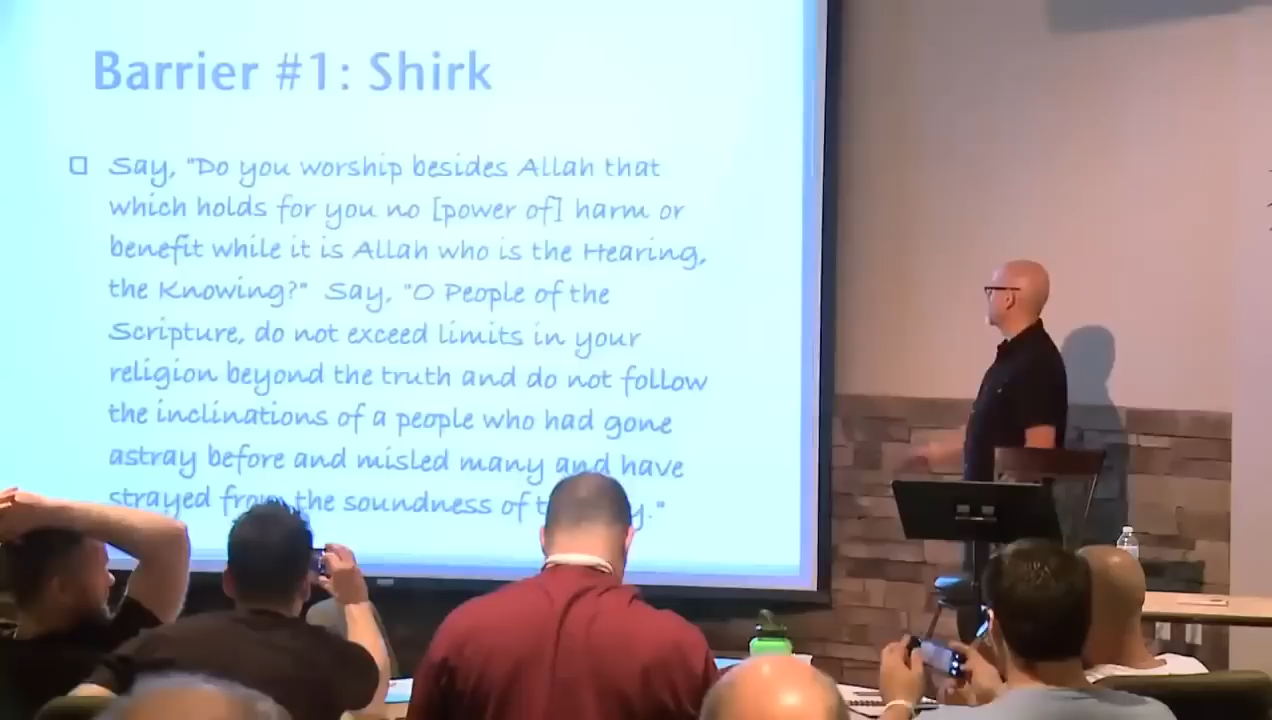 Barrier #1: Shirk
Say, "Do you worship besides Allah that
which holds for you no [power of] harm or
benefit while it is Allah who is the Hearing,
the Knowing?" Say, "O People of the
Scripture, do not exceed limits in your
religion beyond the truth and do not follow
the inclinations of a people who had gone
astray before and misled many and have
strayed from the soundness of